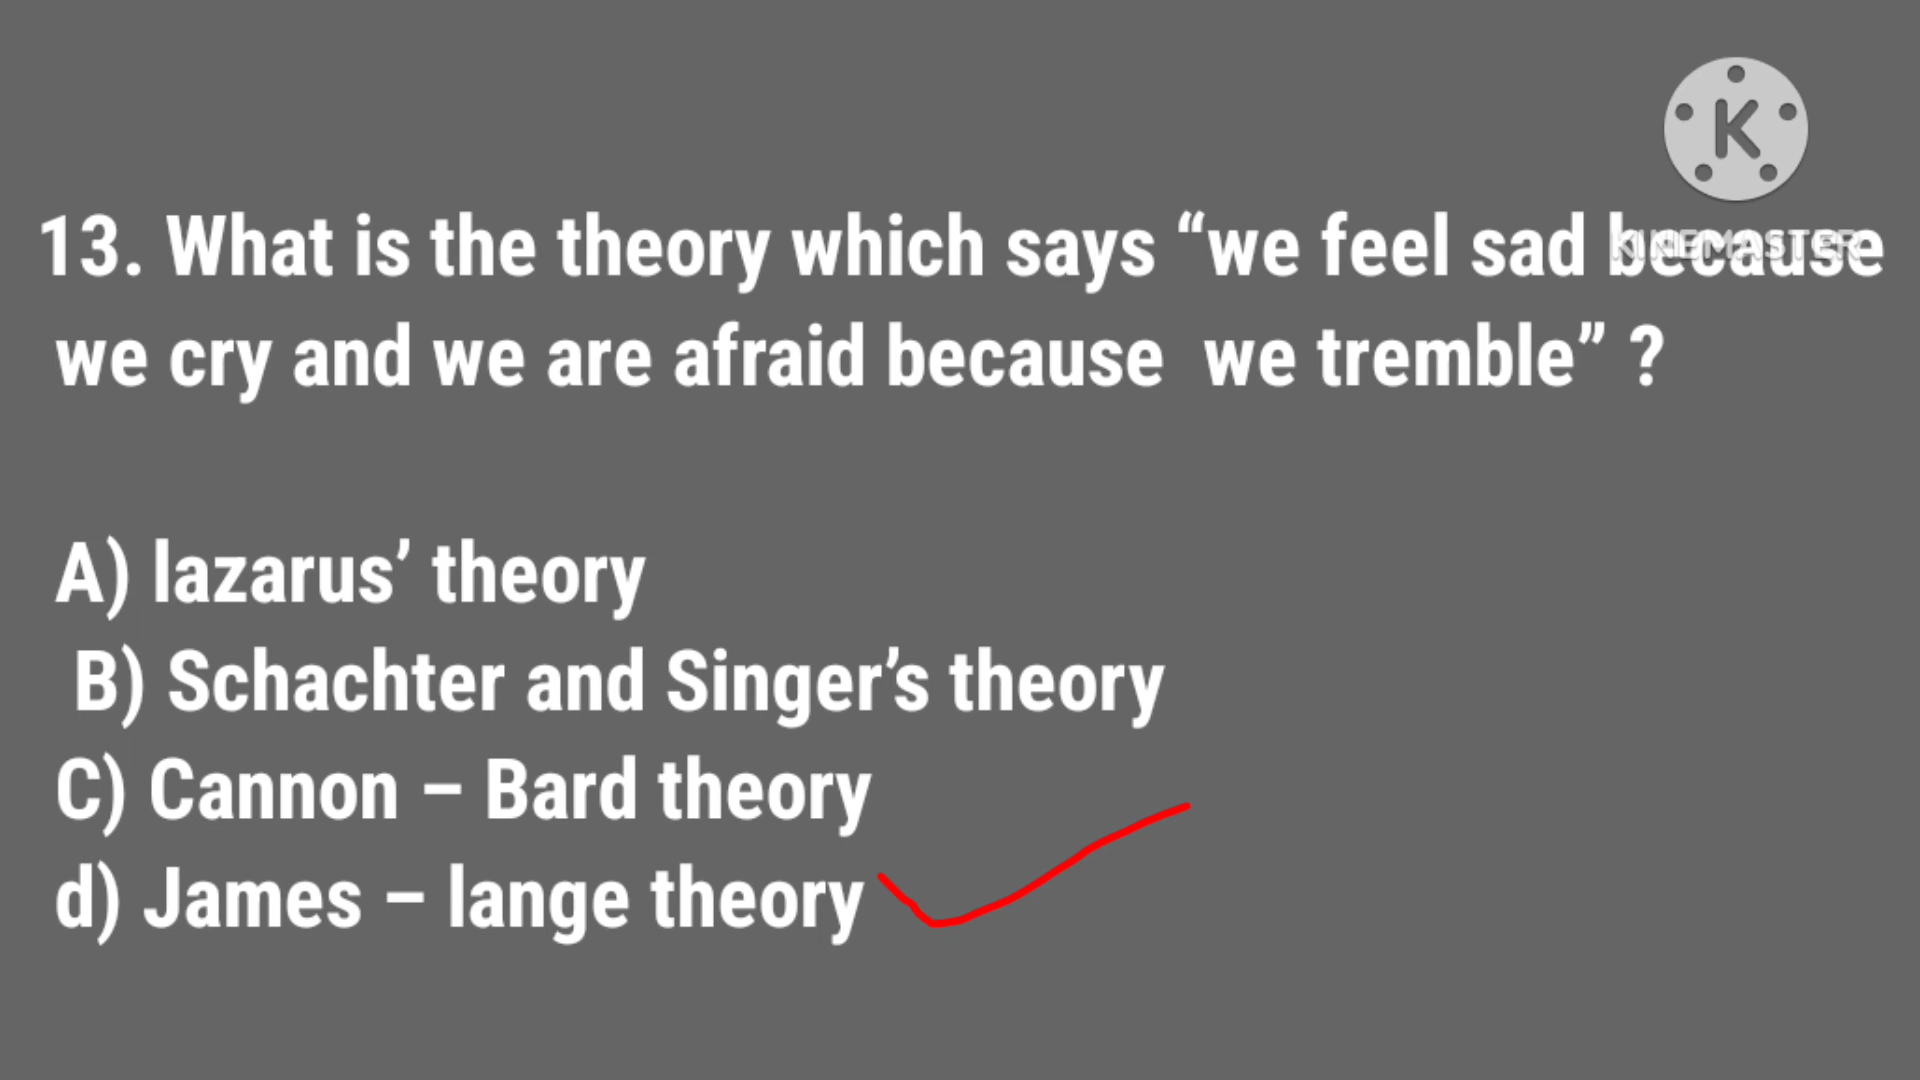 K
KINEMASTER
13. What is the theory which says “we feel sad because
we cry and we are afraid because we tremble” ?
A) lazarus’ theory
B) Schachter and Singer’s theory
C) Cannon – Bard theory
d) James – lange theory